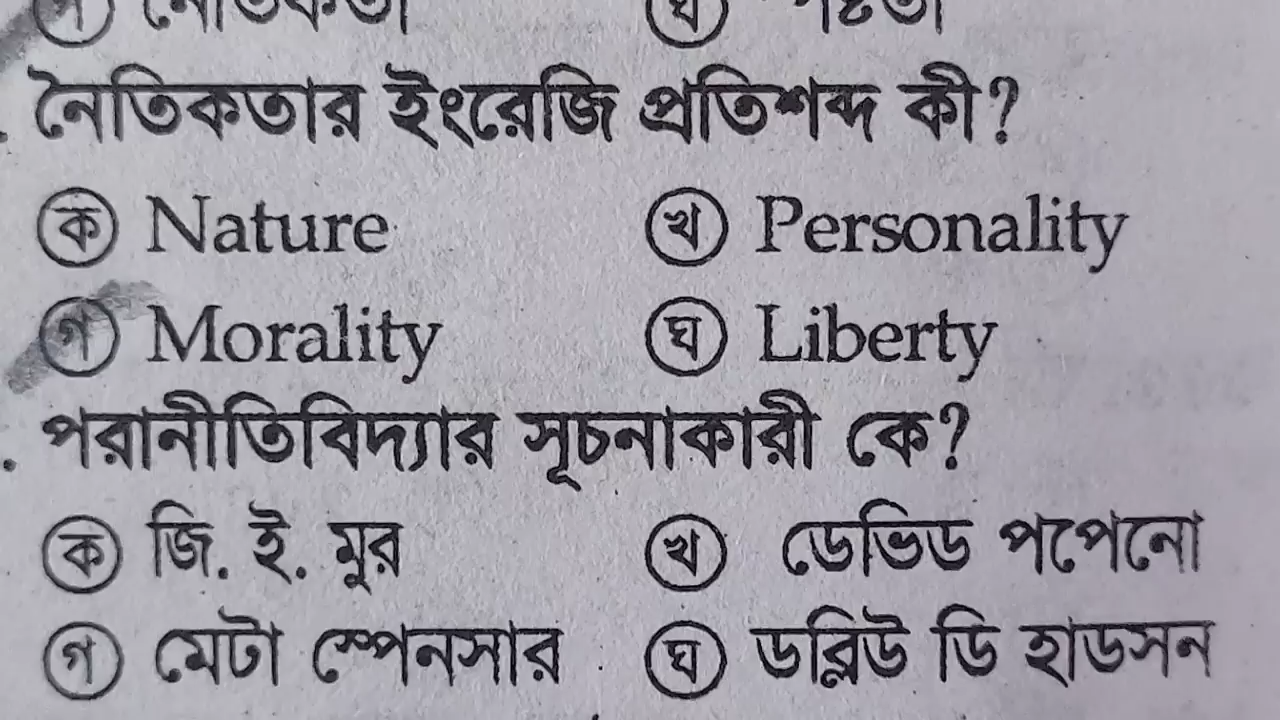 নৈতিকতার ইংরেজি প্রতিশব্দ কী?
ক Nature খ Personality
গ Morality ঘ Liberty
পরানীতিবিদ্যার সূচনাকারী কে?
ক জি. ই. মুর খ ডেভিড পপেনো
গ মেটা স্পেনসার ঘ ডব্লিউ ডি হাডসন